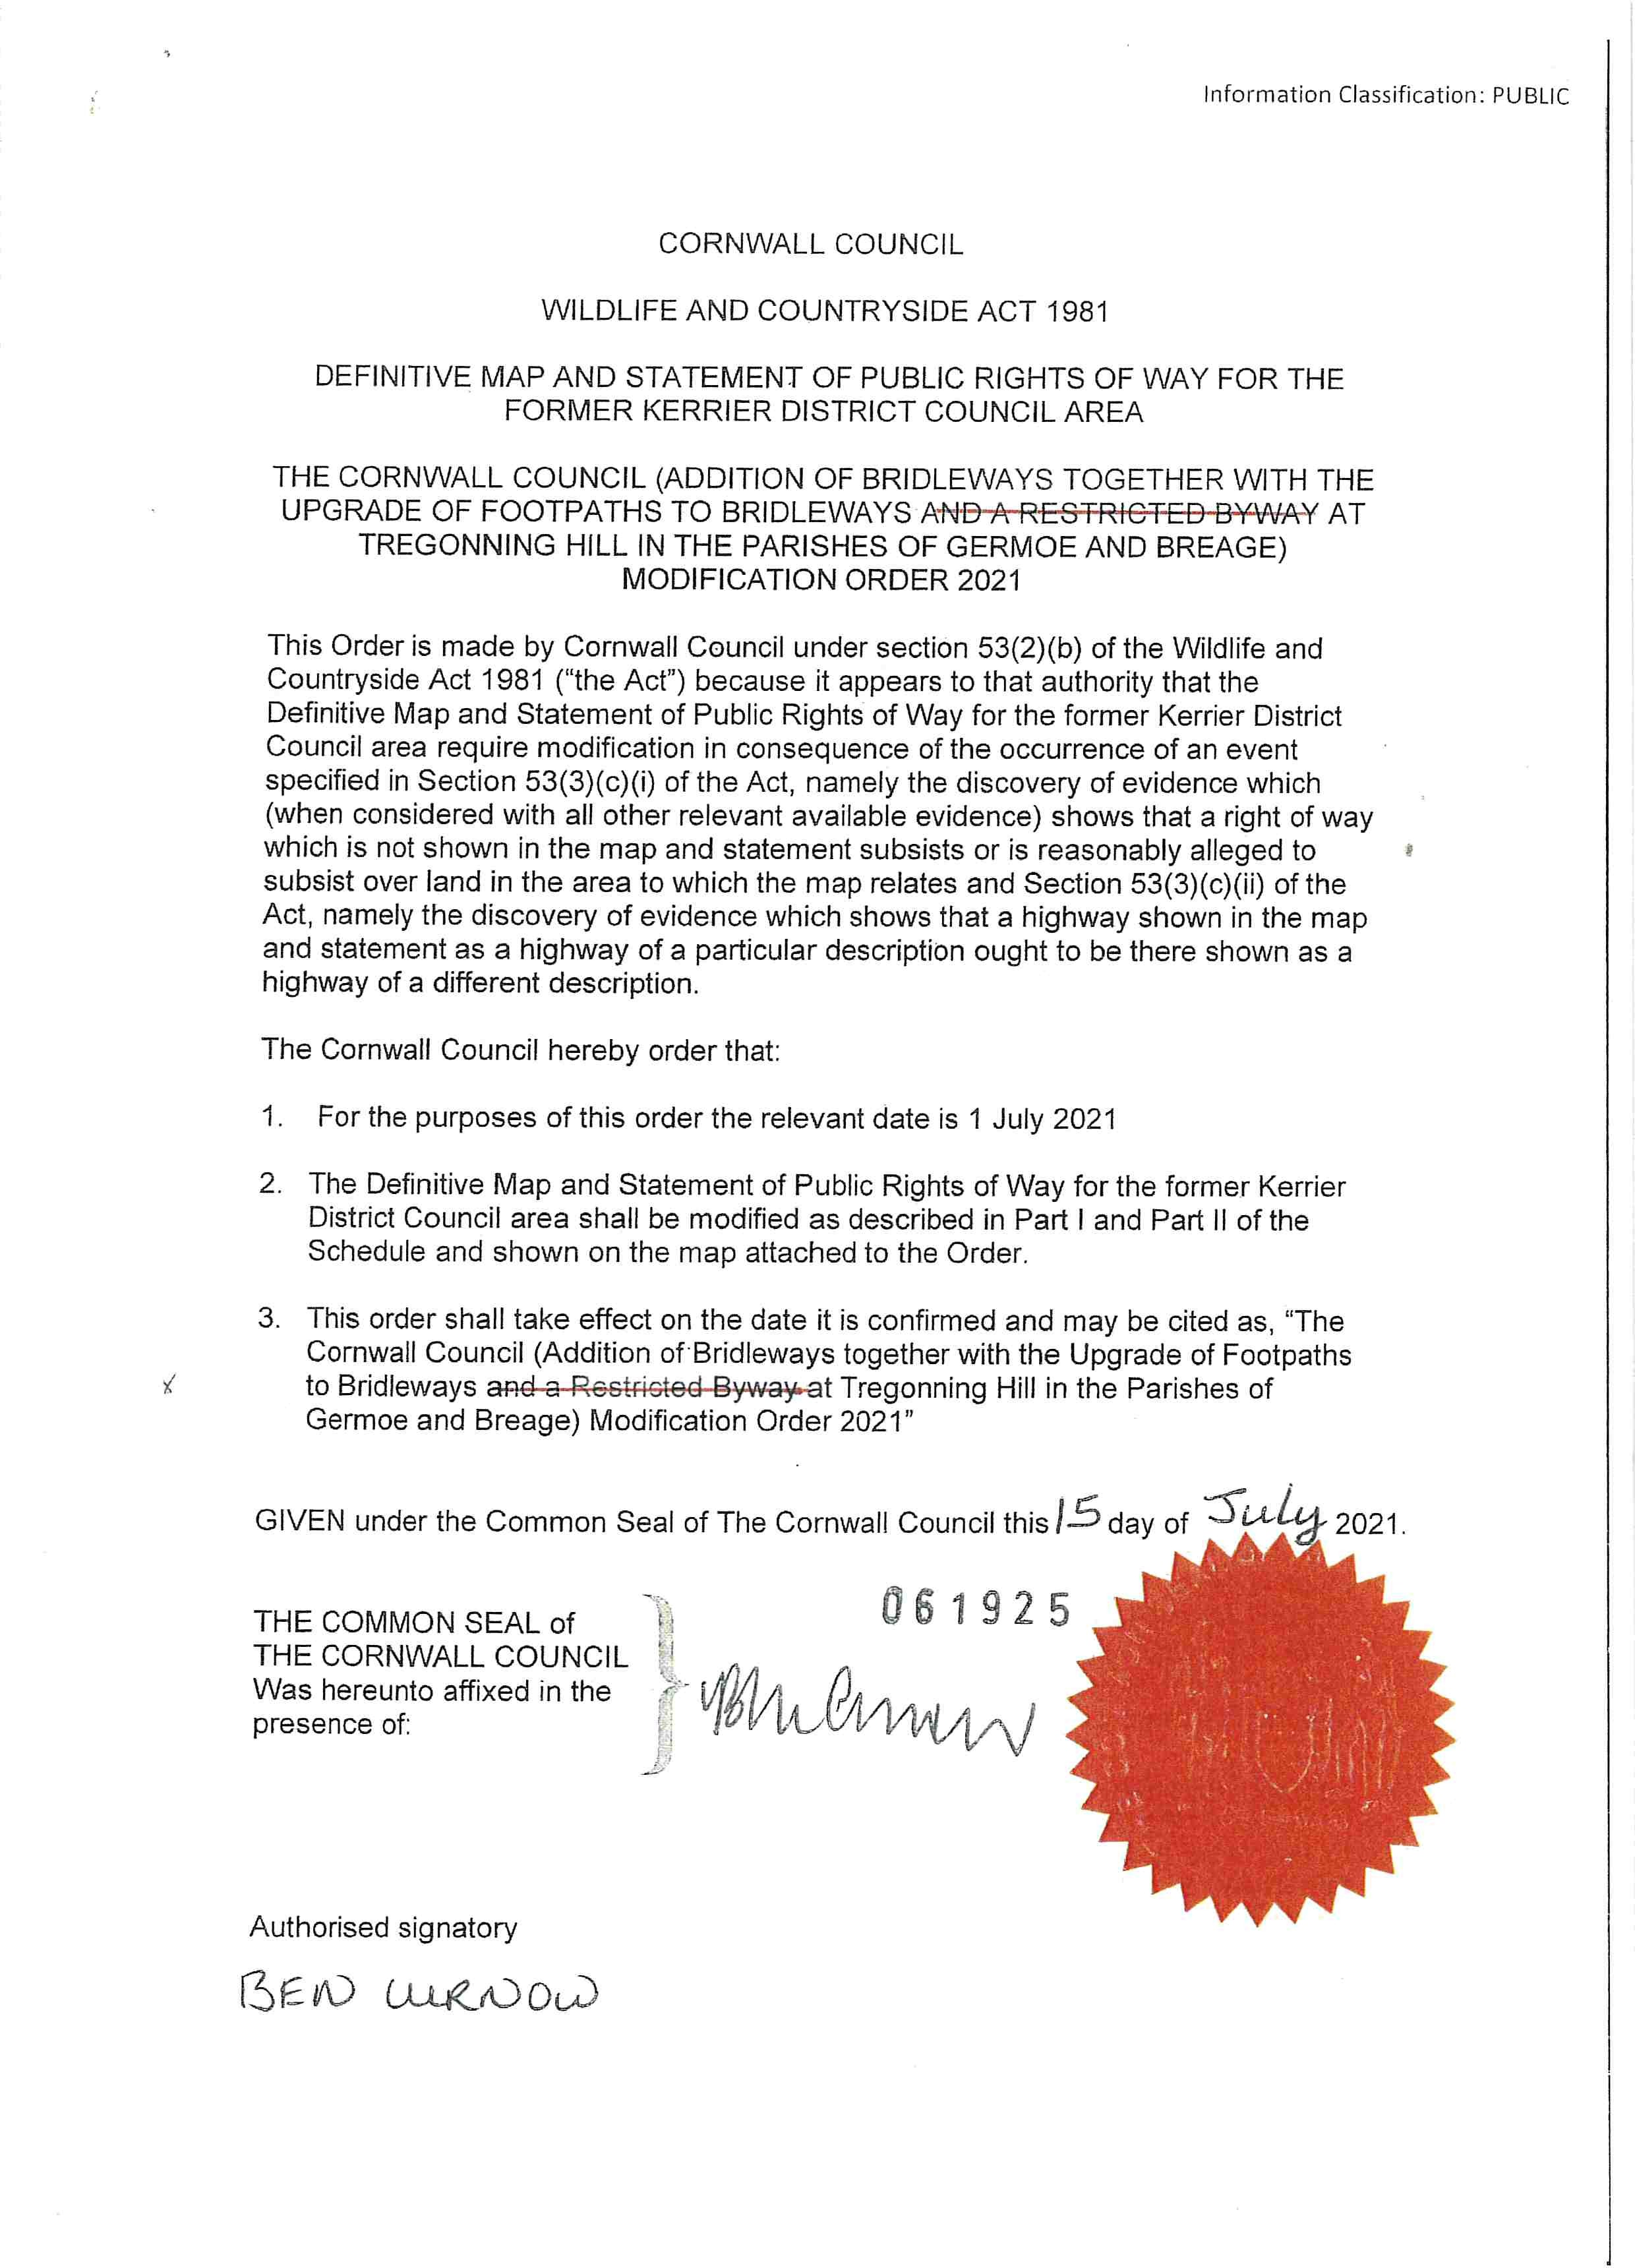 Information Classification: PUBLIC
CORNWALL COUNCIL
WILDLIFE AND COUNTRYSIDE ACT 1981
DEFINITIVE MAP AND STATEMENT OF PUBLIC RIGHTS OF WAY FOR THE
FORMER KERRIER DISTRICT COUNCIL AREA
THE CORNWALL COUNCIL (ADDITION OF BRIDLEWAYS TOGETHER WITH THE
UPGRADE OF FOOTPATHS TO BRIDLEWAYS AND A RESTRICTED BYWAY AT
TREGONNING HILL IN THE PARISHES OF GERMOE AND BREAGE)
MODIFICATION ORDER 2021
This Order is made by Cornwall Council under section 53(2)(b) of the Wildlife and
Countryside Act 1981 (“the Act”) because it appears to that authority that the
Definitive Map and Statement of Public Rights of Way for the former Kerrier District
Council area require modification in consequence of the occurrence of an event
specified in Section 53(3)(c)(i) of the Act, namely the discovery of evidence which
(when considered with all other relevant available evidence) shows that a right of way
which is not shown in the map and statement subsists or is reasonably alleged to
subsist over land in the area to which the map relates and Section 53(3)(c)(ii) of the
Act, namely the discovery of evidence which shows that a highway shown in the map
and statement as a highway of a particular description ought to be there shown as a
highway of a different description.
The Cornwall Council hereby order that:
1. For the purposes of this order the relevant date is 1 July 2021
2. The Definitive Map and Statement of Public Rights of Way for the former Kerrier
District Council area shall be modified as described in Part I and Part II of the
Schedule and shown on the map attached to the Order.
3. This order shall take effect on the date it is confirmed and may be cited as, “The
Cornwall Council (Addition of Bridleways together with the Upgrade of Footpaths
to Bridleways and a Restricted Byway at Tregonning Hill in the Parishes of
Germoe and Breage) Modification Order 2021”
GIVEN under the Common Seal of The Cornwall Council this 15 day of July 2021.
061925
THE COMMON SEAL of
THE CORNWALL COUNCIL
Was hereunto affixed in the
presence of:
Authorised signatory
BEN CURNOW